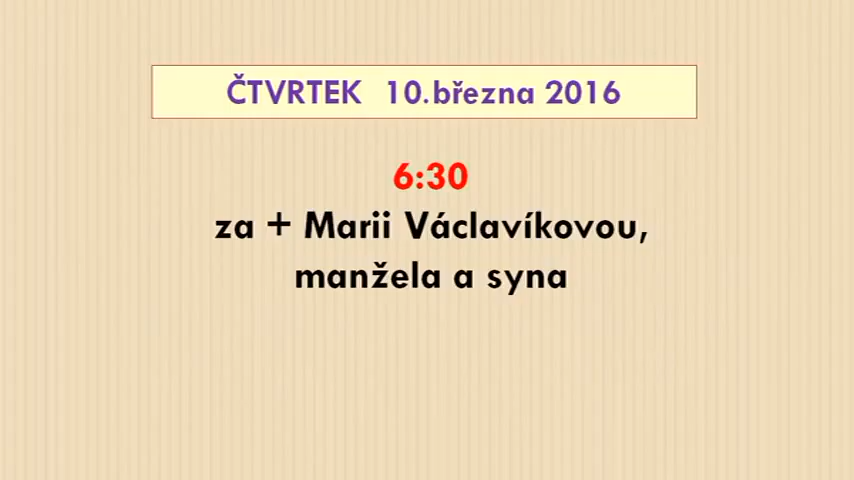 ČTVRTEK  10.března 2016
6:30
za + Marii Václavíkovou,
manžela a syna